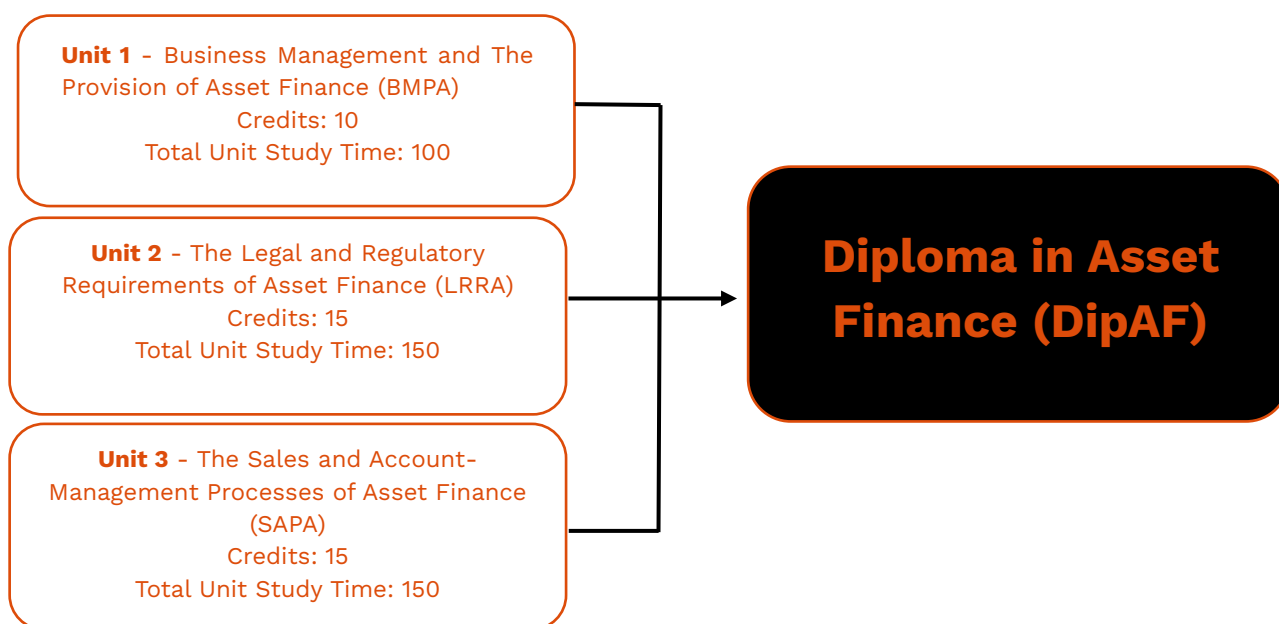 Unit 1 - Business Management and The
Provision of Asset Finance (BMPA)
Credits: 10
Total Unit Study Time: 100
Unit 2 - The Legal and Regulatory
Requirements of Asset Finance (LRRA)
Credits: 15
Total Unit Study Time: 150
Unit 3 - The Sales and Account-
Management Processes of Asset Finance
(SAPA)
Credits: 15
Total Unit Study Time: 150
Diploma in Asset
Finance (DipAF)